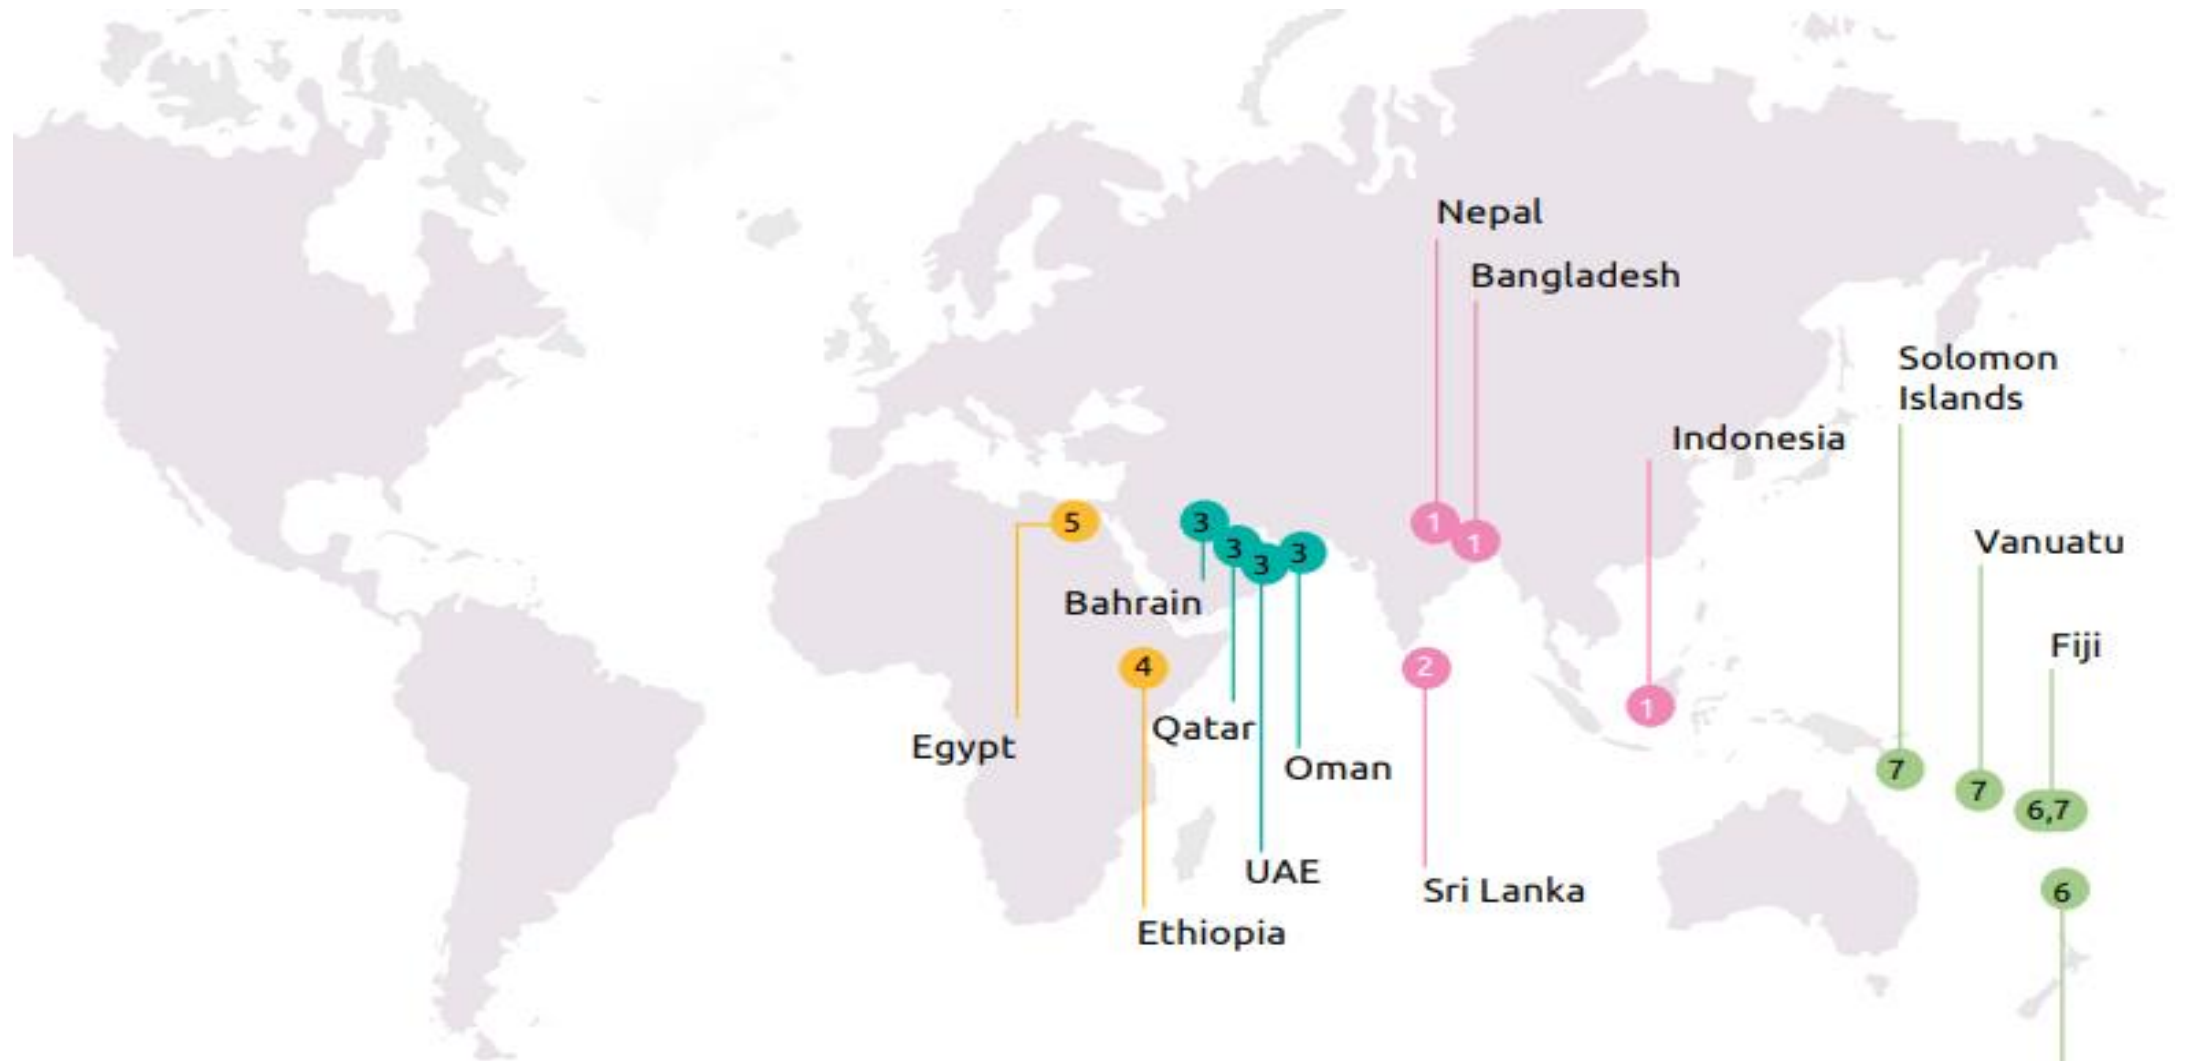 Nepal
Bangladesh
Solomon
Islands
Indonesia
5
3
3
3
3
1
1
Vanuatu
Bahrain
Fiji
4
2
1
Egypt
Qatar
Oman
7
7
6,7
UAE
Sri Lanka
6
Ethiopia